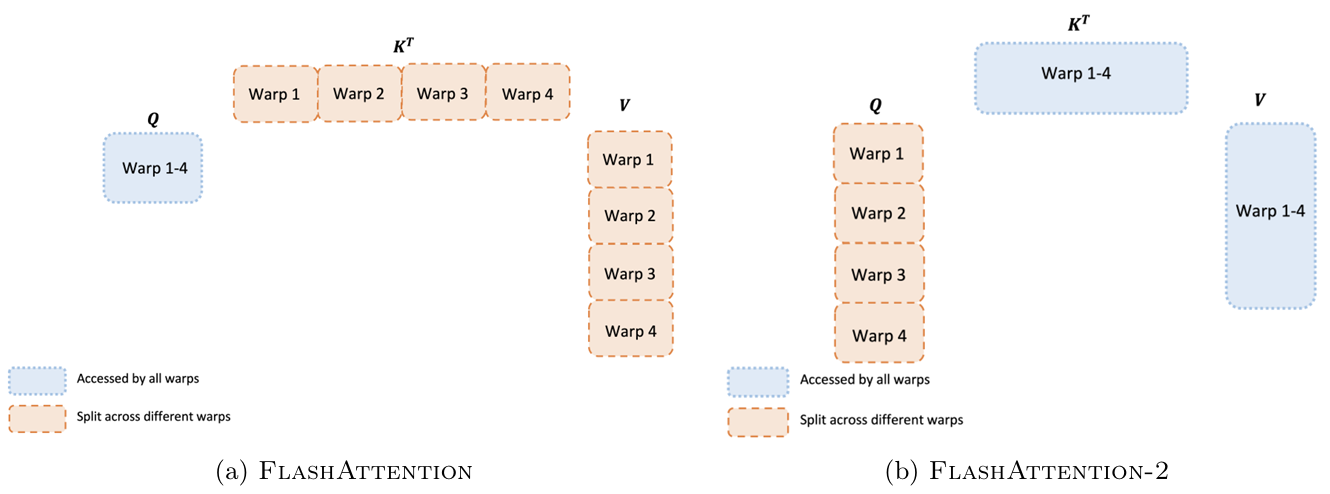 K^T
Q
Warp 1 Warp 2 Warp 3 Warp 4
Warp 1-4
V
Warp 1
Warp 2
Warp 3
Warp 4
Accessed by all warps
Split across different warps
(a) FLASHATTENTION
K^T
Warp 1-4
Q
V
Warp 1
Warp 2
Warp 3
Warp 4
Warp 1-4
Accessed by all warps
Split across different warps
(b) FLASHATTENTION-2